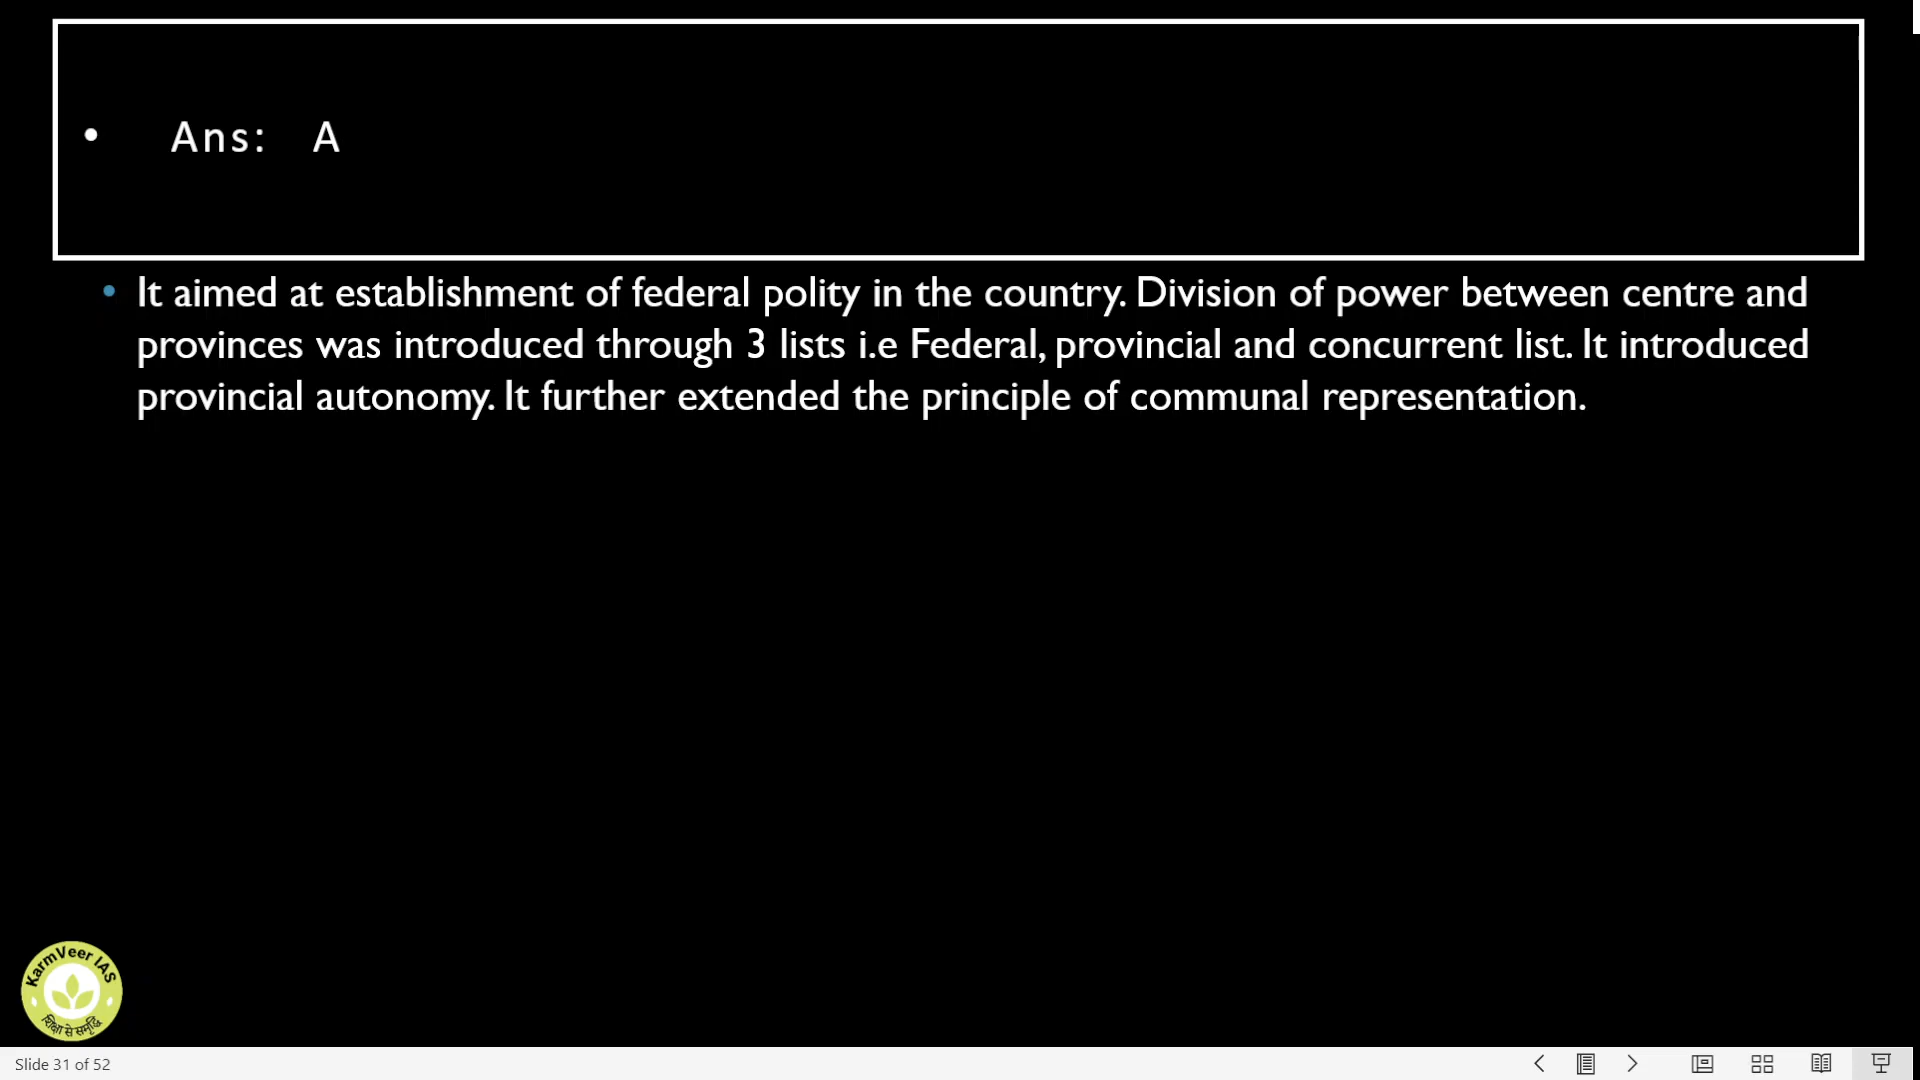 • Ans: A
• It aimed at establishment of federal polity in the country. Division of power between centre and
provinces was introduced through 3 lists i.e Federal, provincial and concurrent list. It introduced
provincial autonomy. It further extended the principle of communal representation.
KarmVeer IAS
शिक्षा से समृद्धि
Slide 31 of 52